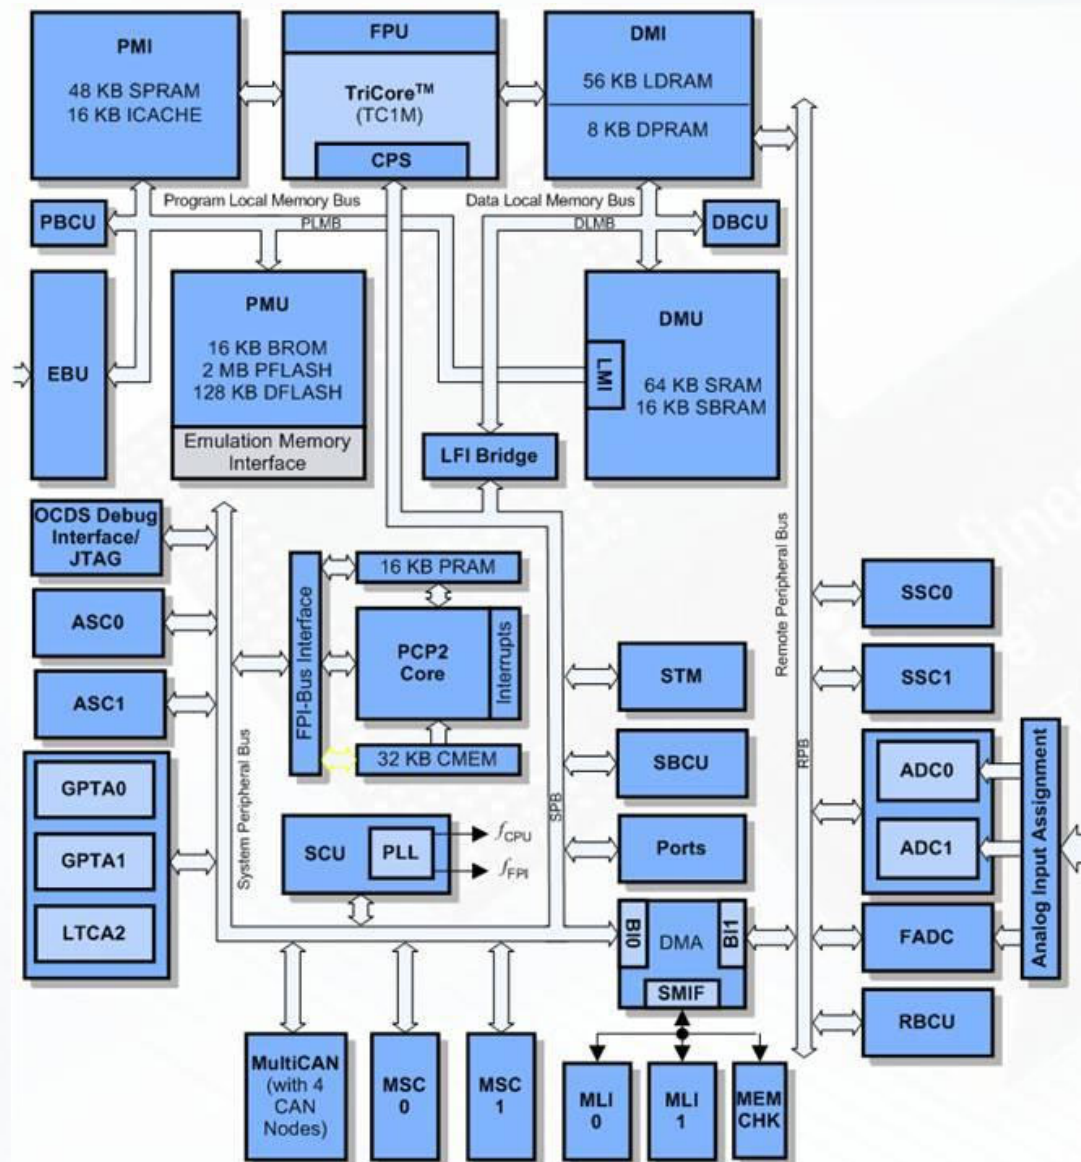 PMI
48 KB SPRAM
16 KB ICACHE
FPU
TriCore™
(TC1M)
CPS
DMI
56 KB LDRAM
8 KB DPRAM
Program Local Memory Bus
PLMB
Data Local Memory Bus
DLMB
PBCU
DBCU
EBU
PMU
16 KB BROM
2 MB PFLASH
128 KB DFLASH
Emulation Memory
Interface
DMU
LMI
64 KB SRAM
16 KB SBRAM
LFI Bridge
OCDS Debug
Interface/
JTAG
ASC0
ASC1
GPTA0
GPTA1
LTCA2
System Peripheral Bus
FPI-Bus Interface
16 KB PRAM
PCP2
Core
Interrupts
32 KB CMEM
SCU
PLL
fCPU
fFPI
SPB
STM
SBCU
Ports
BI0
DMA
BI1
SMIF
Remote Peripheral Bus
RPB
SSC0
SSC1
ADC0
ADC1
FADC
RBCU
Analog Input Assignment
MultiCAN
(with 4
CAN
Nodes)
MSC
0
MSC
1
MLI
0
MLI
1
MEM
CHK